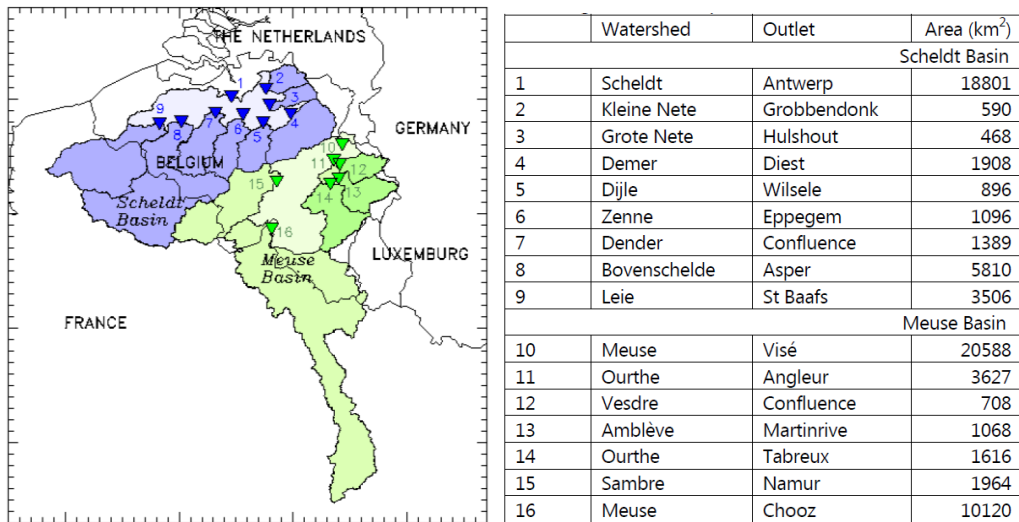 THE NETHERLANDS
1
2
3
9
8
7
6
5
4
GERMANY
BELGIUM
10
11
12
15
14
13
Scheldt
Basin
16
LUXEMBURG
Meuse
Basin
FRANCE
Watershed Outlet Area (km²)
Scheldt Basin
1 Scheldt Antwerp 18801
2 Kleine Nete Grobbendonk 590
3 Grote Nete Hulshout 468
4 Demer Diest 1908
5 Dijle Wilsele 896
6 Zenne Eppegem 1096
7 Dender Confluence 1389
8 Bovenschelde Asper 5810
9 Leie St Baafs 3506
Meuse Basin
10 Meuse Visé 20588
11 Ourthe Angleur 3627
12 Vesdre Confluence 708
13 Amblève Martinrive 1068
14 Ourthe Tabreux 1616
15 Sambre Namur 1964
16 Meuse Chooz 10120